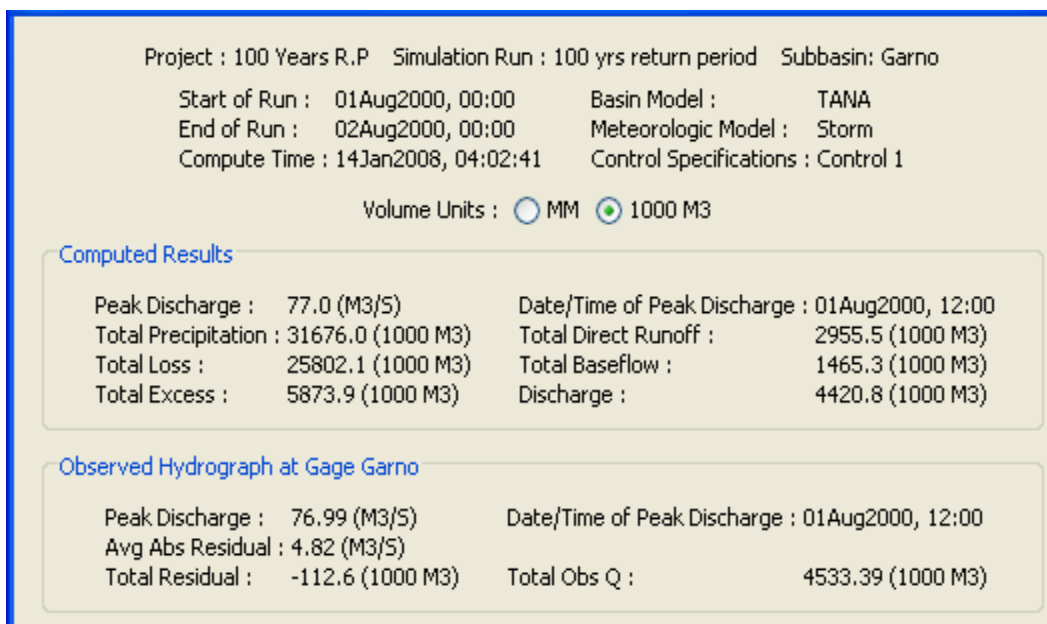 Project : 100 Years R.P Simulation Run : 100 yrs return period Subbasin: Garno
Start of Run : 01Aug2000, 00:00 Basin Model : TANA
End of Run : 02Aug2000, 00:00 Meteorologic Model : Storm
Compute Time : 14Jan2008, 04:02:41 Control Specifications : Control 1
Volume Units : MM 1000 M3
Computed Results
Peak Discharge : 77.0 (M3/S) Date/Time of Peak Discharge : 01Aug2000, 12:00
Total Precipitation : 31676.0 (1000 M3) Total Direct Runoff : 2955.5 (1000 M3)
Total Loss : 25802.1 (1000 M3) Total Baseflow : 1465.3 (1000 M3)
Total Excess : 5873.9 (1000 M3) Discharge : 4420.8 (1000 M3)
Observed Hydrograph at Gage Garno
Peak Discharge : 76.99 (M3/S) Date/Time of Peak Discharge : 01Aug2000, 12:00
Avg Abs Residual : 4.82 (M3/S)
Total Residual : -112.6 (1000 M3) Total Obs Q : 4533.39 (1000 M3)